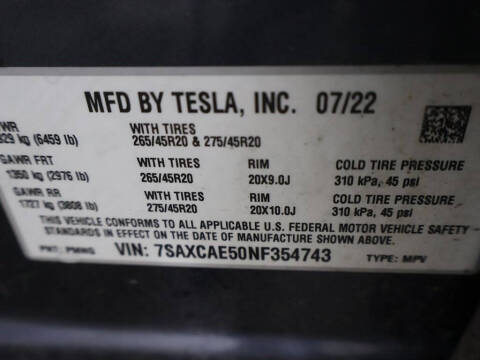 MFD BY TESLA, INC. 07/22
829 kg (6459 lb)
WITH TIRES
265/45R20 & 275/45R20
GAWR FRT WITH TIRES RIM COLD TIRE PRESSURE
1350 kg (2976 lb) 265/45R20 20X9.0J 310 kPa, 45 psi
GAWR RR WITH TIRES RIM COLD TIRE PRESSURE
1727 kg (3808 lb) 275/45R20 20X10.0J 310 kPa, 45 psi
THIS VEHICLE CONFORMS TO ALL APPLICABLE U.S. FEDERAL MOTOR VEHICLE SAFETY
STANDARDS IN EFFECT ON THE DATE OF MANUFACTURE SHOWN ABOVE.
PNT: PMNG VIN: 7SAXCAE50NF354743 TYPE: MPV